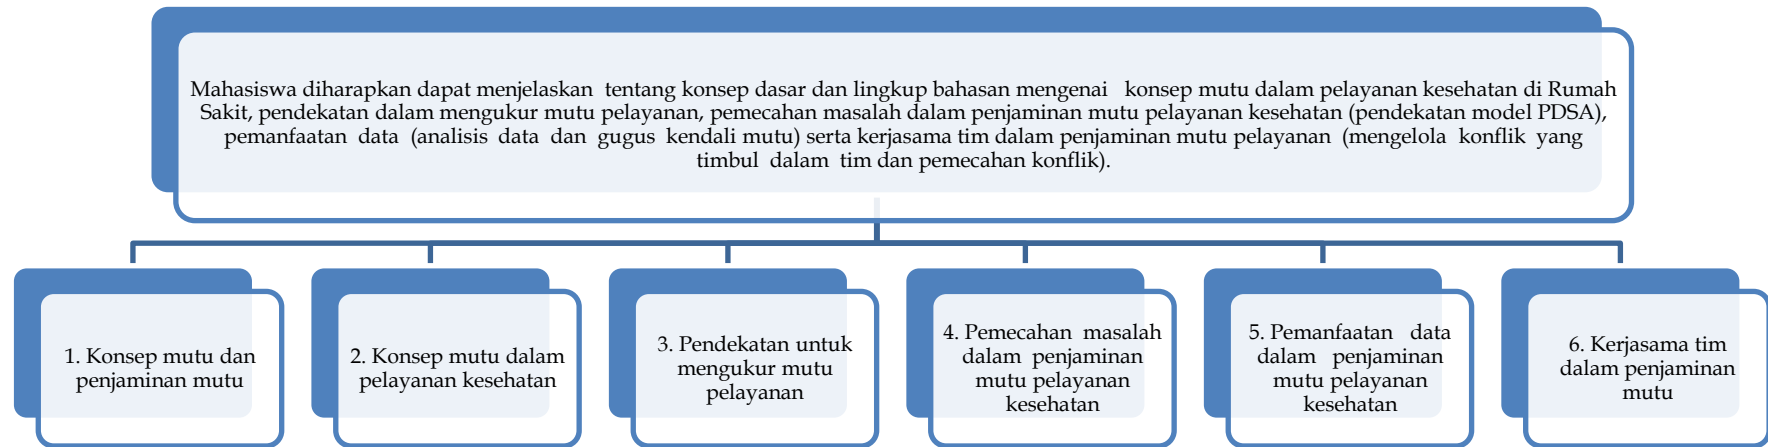 Mahasiswa diharapkan dapat menjelaskan tentang konsep dasar dan lingkup bahasan mengenai konsep mutu dalam pelayanan kesehatan di Rumah
Sakit, pendekatan dalam mengukur mutu pelayanan, pemecahan masalah dalam penjaminan mutu pelayanan kesehatan (pendekatan model PDSA),
pemanfaatan data (analisis data dan gugus kendali mutu) serta kerjasama tim dalam penjaminan mutu pelayanan (mengelola konflik yang
timbul dalam tim dan pemecahan konflik).
1. Konsep mutu dan
penjaminan mutu
2. Konsep mutu dalam
pelayanan kesehatan
3. Pendekatan untuk
mengukur mutu
pelayanan
4. Pemecahan masalah
dalam penjaminan
mutu pelayanan
kesehatan
5. Pemanfaatan data
dalam penjaminan
mutu pelayanan
kesehatan
6. Kerjasama tim
dalam penjaminan
mutu